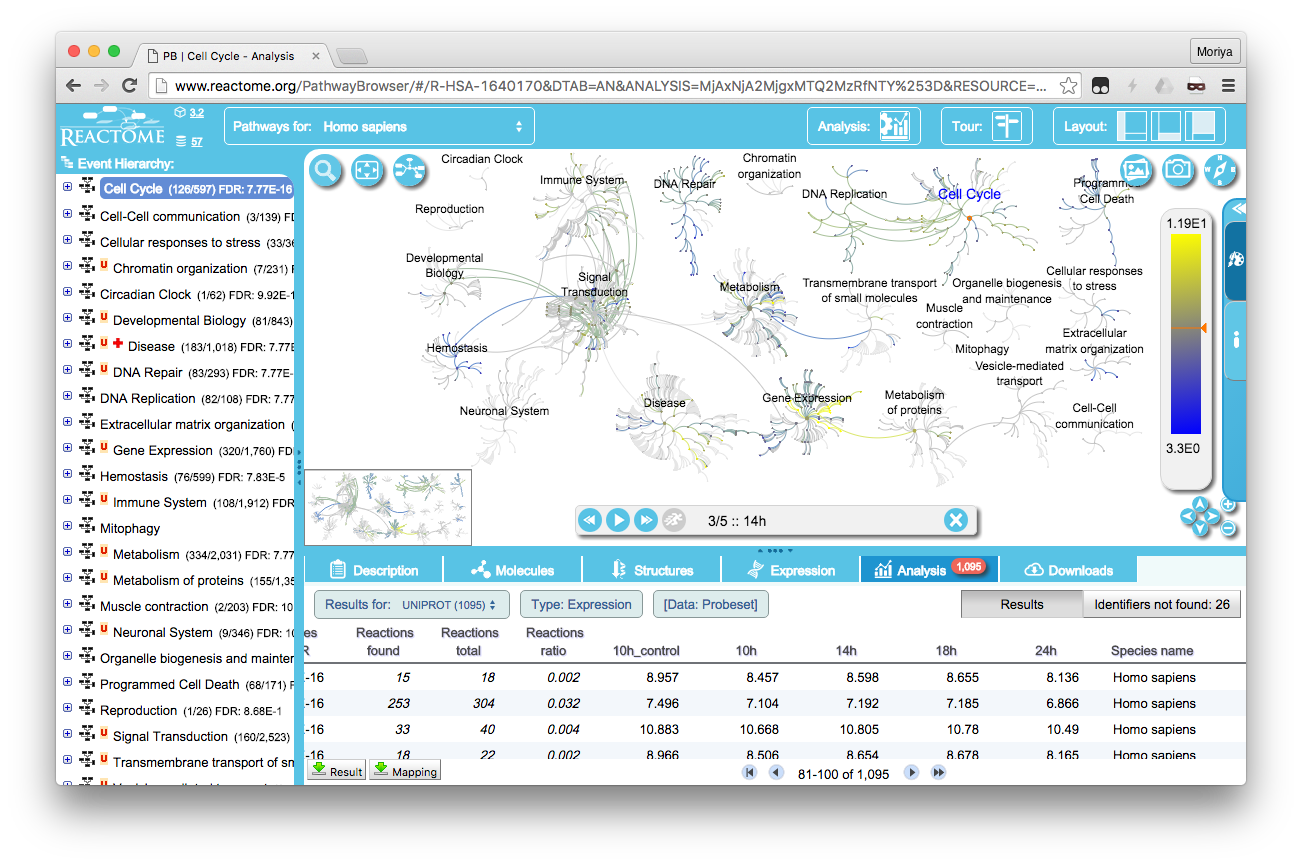 PB | Cell Cycle - Analysis
Moriya
www.reactome.org/PathwayBrowser/#/R-HSA-1640170&DTAB=AN&ANALYSIS=MjAxNjA2MjgxMTQ2MzRfNTY%253D&RESOURCE=...
REACTOME
3.2
57
Pathways for: Homo sapiens
Analysis:
Tour:
Layout:
Event Hierarchy:
Cell Cycle (126/597) FDR: 7.77E-16
Cell-Cell communication (3/139) FD
Cellular responses to stress (33/36
U Chromatin organization (7/231) F
Circadian Clock (1/62) FDR: 9.92E-1
U Developmental Biology (81/843)
U Disease (183/1,018) FDR: 7.77E
U DNA Repair (83/293) FDR: 7.77E-
DNA Replication (82/108) FDR: 7.77
Extracellular matrix organization (
U Gene Expression (320/1,760) FD
Hemostasis (76/599) FDR: 7.83E-5
U Immune System (108/1,912) FDR
Mitophagy
U Metabolism (334/2,031) FDR: 7.77
U Metabolism of proteins (155/1,35
Muscle contraction (2/203) FDR: 10
U Neuronal System (9/346) FDR: 10
Organelle biogenesis and mainten
Programmed Cell Death (68/171) F
Reproduction (1/26) FDR: 8.68E-1
U Signal Transduction (160/2,523)
U Transmembrane transport of sm
Circadian Clock
Immune System
DNA Repair
Chromatin
organization
DNA Replication
Cell Cycle
Programmed
Cell Death
Reproduction
Developmental
Biology
Signal
Transduction
Metabolism
Transmembrane transport
of small molecules
Organelle biogenesis
and maintenance
Cellular responses
to stress
Muscle
contraction
Extracellular
matrix organization
Hemostasis
Mitophagy
Vesicle-mediated
transport
Neuronal System
Disease
Gene Expression
Metabolism
of proteins
Cell-Cell
communication
1.19E1
3.3E0
3/5 :: 14h
Description
Molecules
Structures
Expression
Analysis 1,095
Downloads
Results for: UNIPROT (1095)
Type: Expression
[Data: Probeset]
Results
Identifiers not found: 26
es Reactions Reactions Reactions
R found total ratio 10h_control 10h 14h 18h 24h Species name
-16 15 18 0.002 8.957 8.457 8.598 8.655 8.136 Homo sapiens
-16 253 304 0.032 7.496 7.104 7.192 7.185 6.866 Homo sapiens
-16 33 40 0.004 10.883 10.668 10.805 10.78 10.49 Homo sapiens
-16 18 22 0.002 8.966 8.506 8.654 8.678 8.165 Homo sapiens
Result
Mapping
81-100 of 1,095